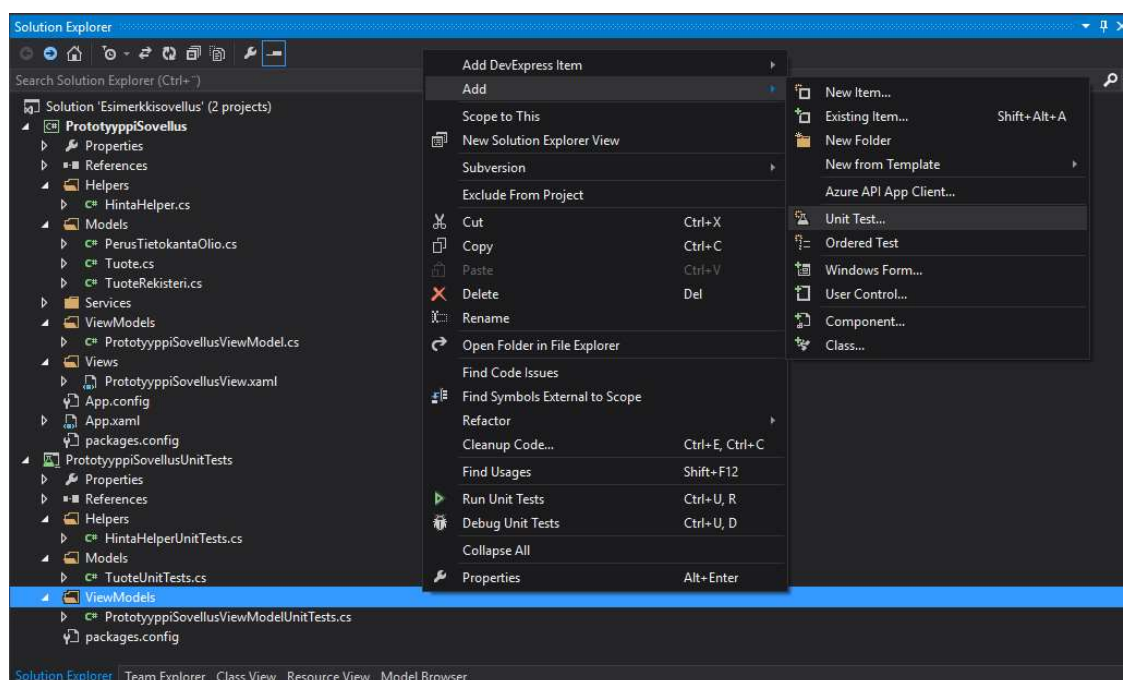 Solution Explorer
Search Solution Explorer (Ctrl+¨)
Solution 'Esimerkkisovellus' (2 projects)
PrototyyppiSovellus
Properties
References
Helpers
HintaHelper.cs
Models
PerusTietokantaOlio.cs
Tuote.cs
TuoteRekisteri.cs
Services
ViewModels
PrototyyppiSovellusViewModel.cs
Views
PrototyyppiSovellusView.xaml
App.config
App.xaml
packages.config
PrototyyppiSovellusUnitTests
Properties
References
Helpers
HintaHelperUnitTests.cs
Models
TuoteUnitTests.cs
ViewModels
PrototyyppiSovellusViewModelUnitTests.cs
packages.config
Add DevExpress Item
Add
Scope to This
New Solution Explorer View
Subversion
Exclude From Project
Cut Ctrl+X
Copy Ctrl+C
Paste Ctrl+V
Delete Del
Rename
Open Folder in File Explorer
Find Code Issues
Find Symbols External to Scope
Refactor
Cleanup Code... Ctrl+E, Ctrl+C
Find Usages Shift+F12
Run Unit Tests Ctrl+U, R
Debug Unit Tests Ctrl+U, D
Collapse All
Properties Alt+Enter
New Item...
Existing Item... Shift+Alt+A
New Folder
New from Template
Azure API App Client...
Unit Test...
Ordered Test
Windows Form...
User Control...
Component...
Class...
Solution Explorer Team Explorer Class View Resource View Model Browser